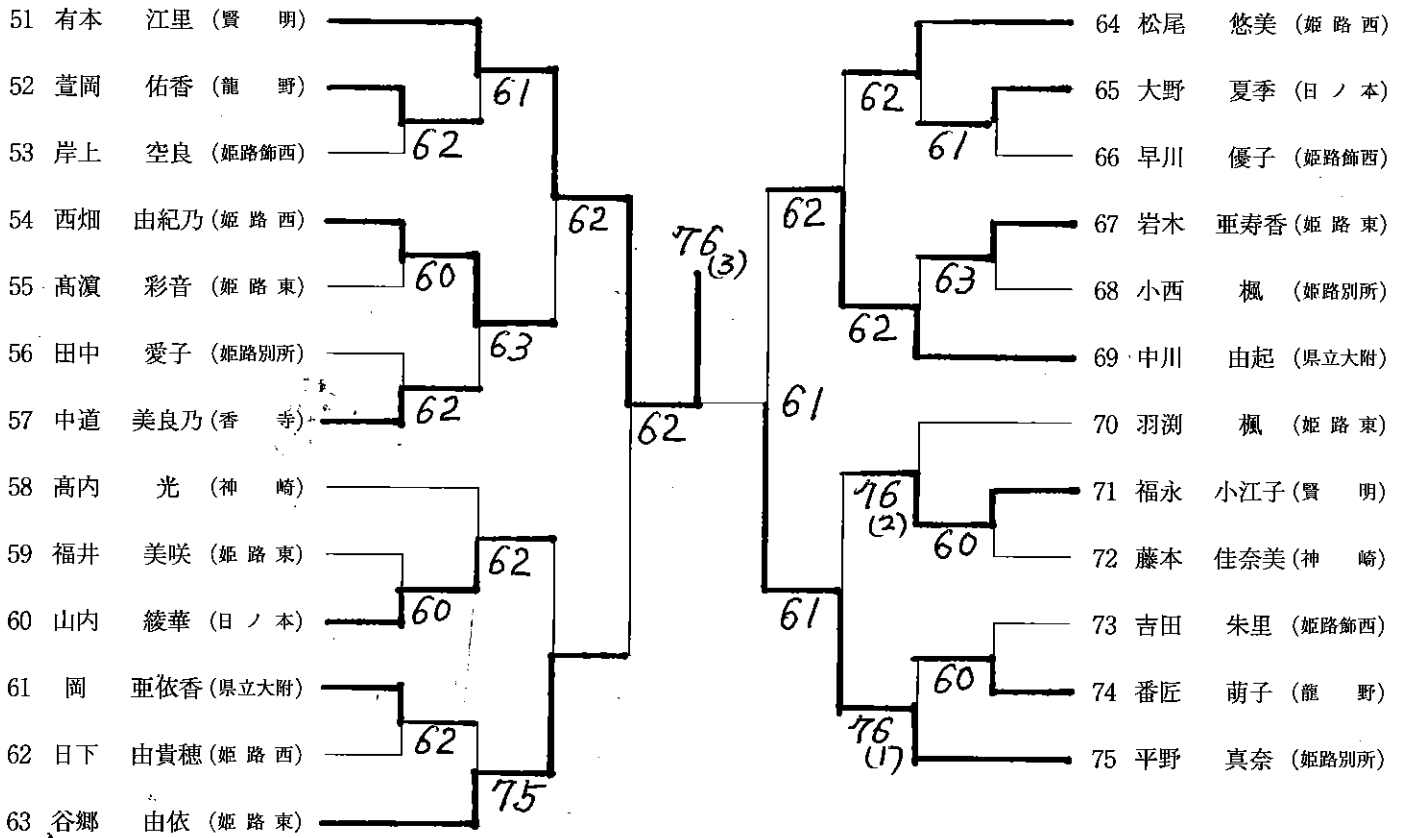 51 有本 江里 (賢 明)
52 萱岡 佑香 (龍 野)
53 岸上 空良 (姫路飾西)
54 西畑 由紀乃 (姫 路 西)
55 髙濵 彩音 (姫 路 東)
56 田中 愛子 (姫路別所)
57 中道 美良乃 (香 寺)
58 髙内 光 (神 崎)
59 福井 美咲 (姫 路 東)
60 山内 綾華 (日 ノ 本)
61 岡 亜依香 (県立大附)
62 日下 由貴穂 (姫 路 西)
63 谷郷 由依 (姫 路 東)
61
62
60
63
62
62
62
60
62
75
62
76
(3)
64 松尾 悠美 (姫 路 西)
65 大野 夏季 (日 ノ 本)
66 早川 優子 (姫路飾西)
67 岩木 亜寿香 (姫 路 東)
68 小西 楓 (姫路別所)
69 中川 由起 (県立大附)
70 羽渕 楓 (姫 路 東)
71 福永 小江子 (賢 明)
72 藤本 佳奈美 (神 崎)
73 吉田 朱里 (姫路飾西)
74 番匠 萌子 (龍 野)
75 平野 真奈 (姫路別所)
62
61
62
63
62
61
76
(2)
60
61
60
76
(1)